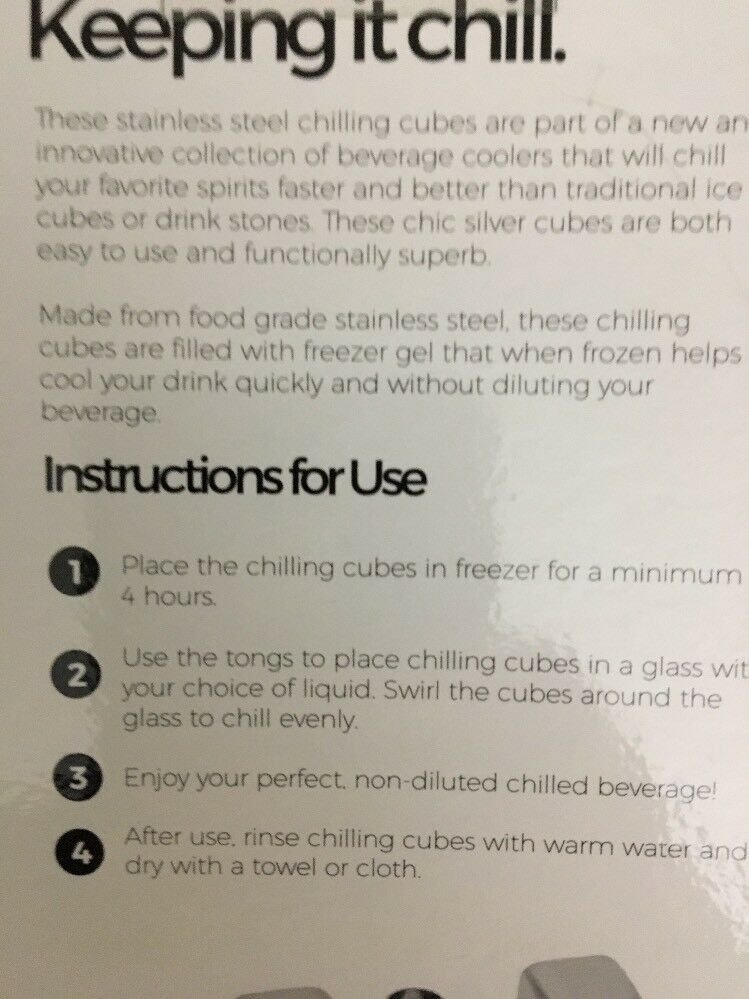 Keeping it chill.
These stainless steel chilling cubes are part of a new an
innovative collection of beverage coolers that will chill
your favorite spirits faster and better than traditional ice
cubes or drink stones. These chic silver cubes are both
easy to use and functionally superb.
Made from food grade stainless steel, these chilling
cubes are filled with freezer gel that when frozen helps
cool your drink quickly and without diluting your
beverage.
Instructions for Use
1 Place the chilling cubes in freezer for a minimum
4 hours.
2 Use the tongs to place chilling cubes in a glass wit
your choice of liquid. Swirl the cubes around the
glass to chill evenly.
3 Enjoy your perfect, non-diluted chilled beverage!
4 After use, rinse chilling cubes with warm water and
dry with a towel or cloth.